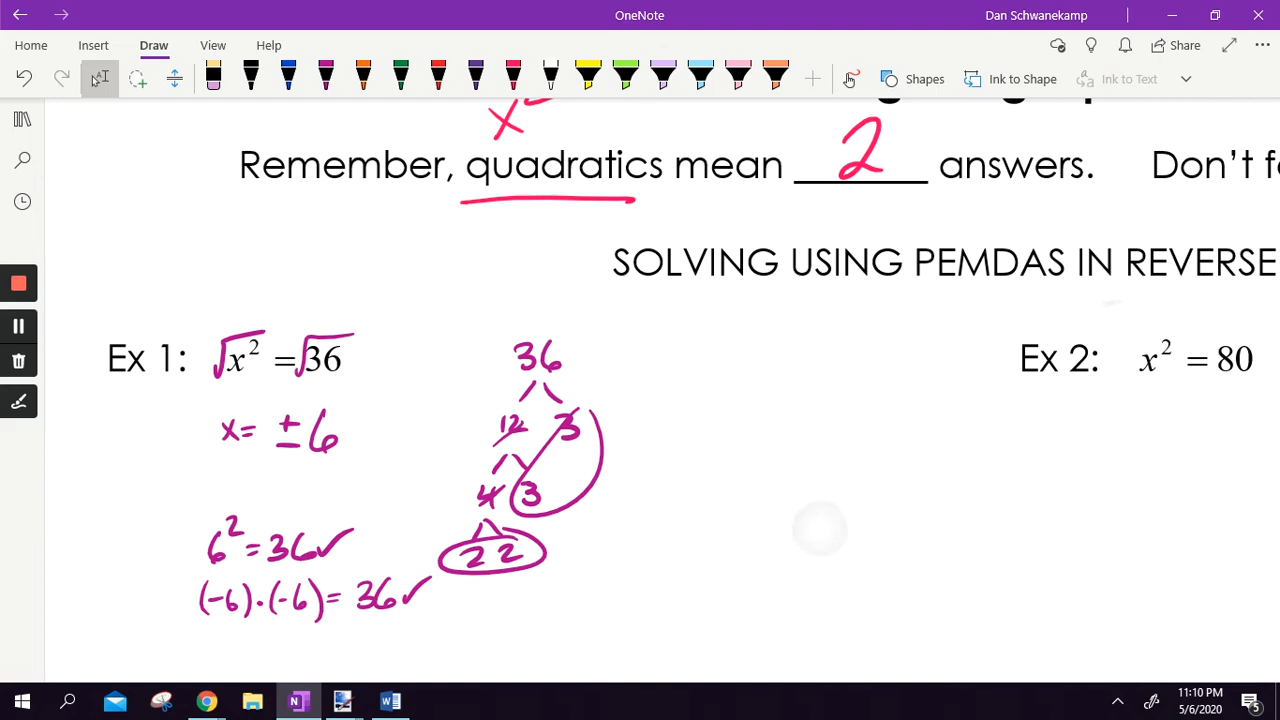 OneNote
Dan Schwanekamp
Home Insert Draw View Help
Share
Shapes
Ink to Shape
Ink to Text
x²
Remember, quadratics mean 2 answers. Don't f
SOLVING USING PEMDAS IN REVERSE
Ex 1: √x² = √36
x = ± 6
6² = 36 ✓
(-6) · (-6) = 36 ✓
36
12 3
4 3
2 2
Ex 2: x² = 80
11:10 PM
5/6/2020
5